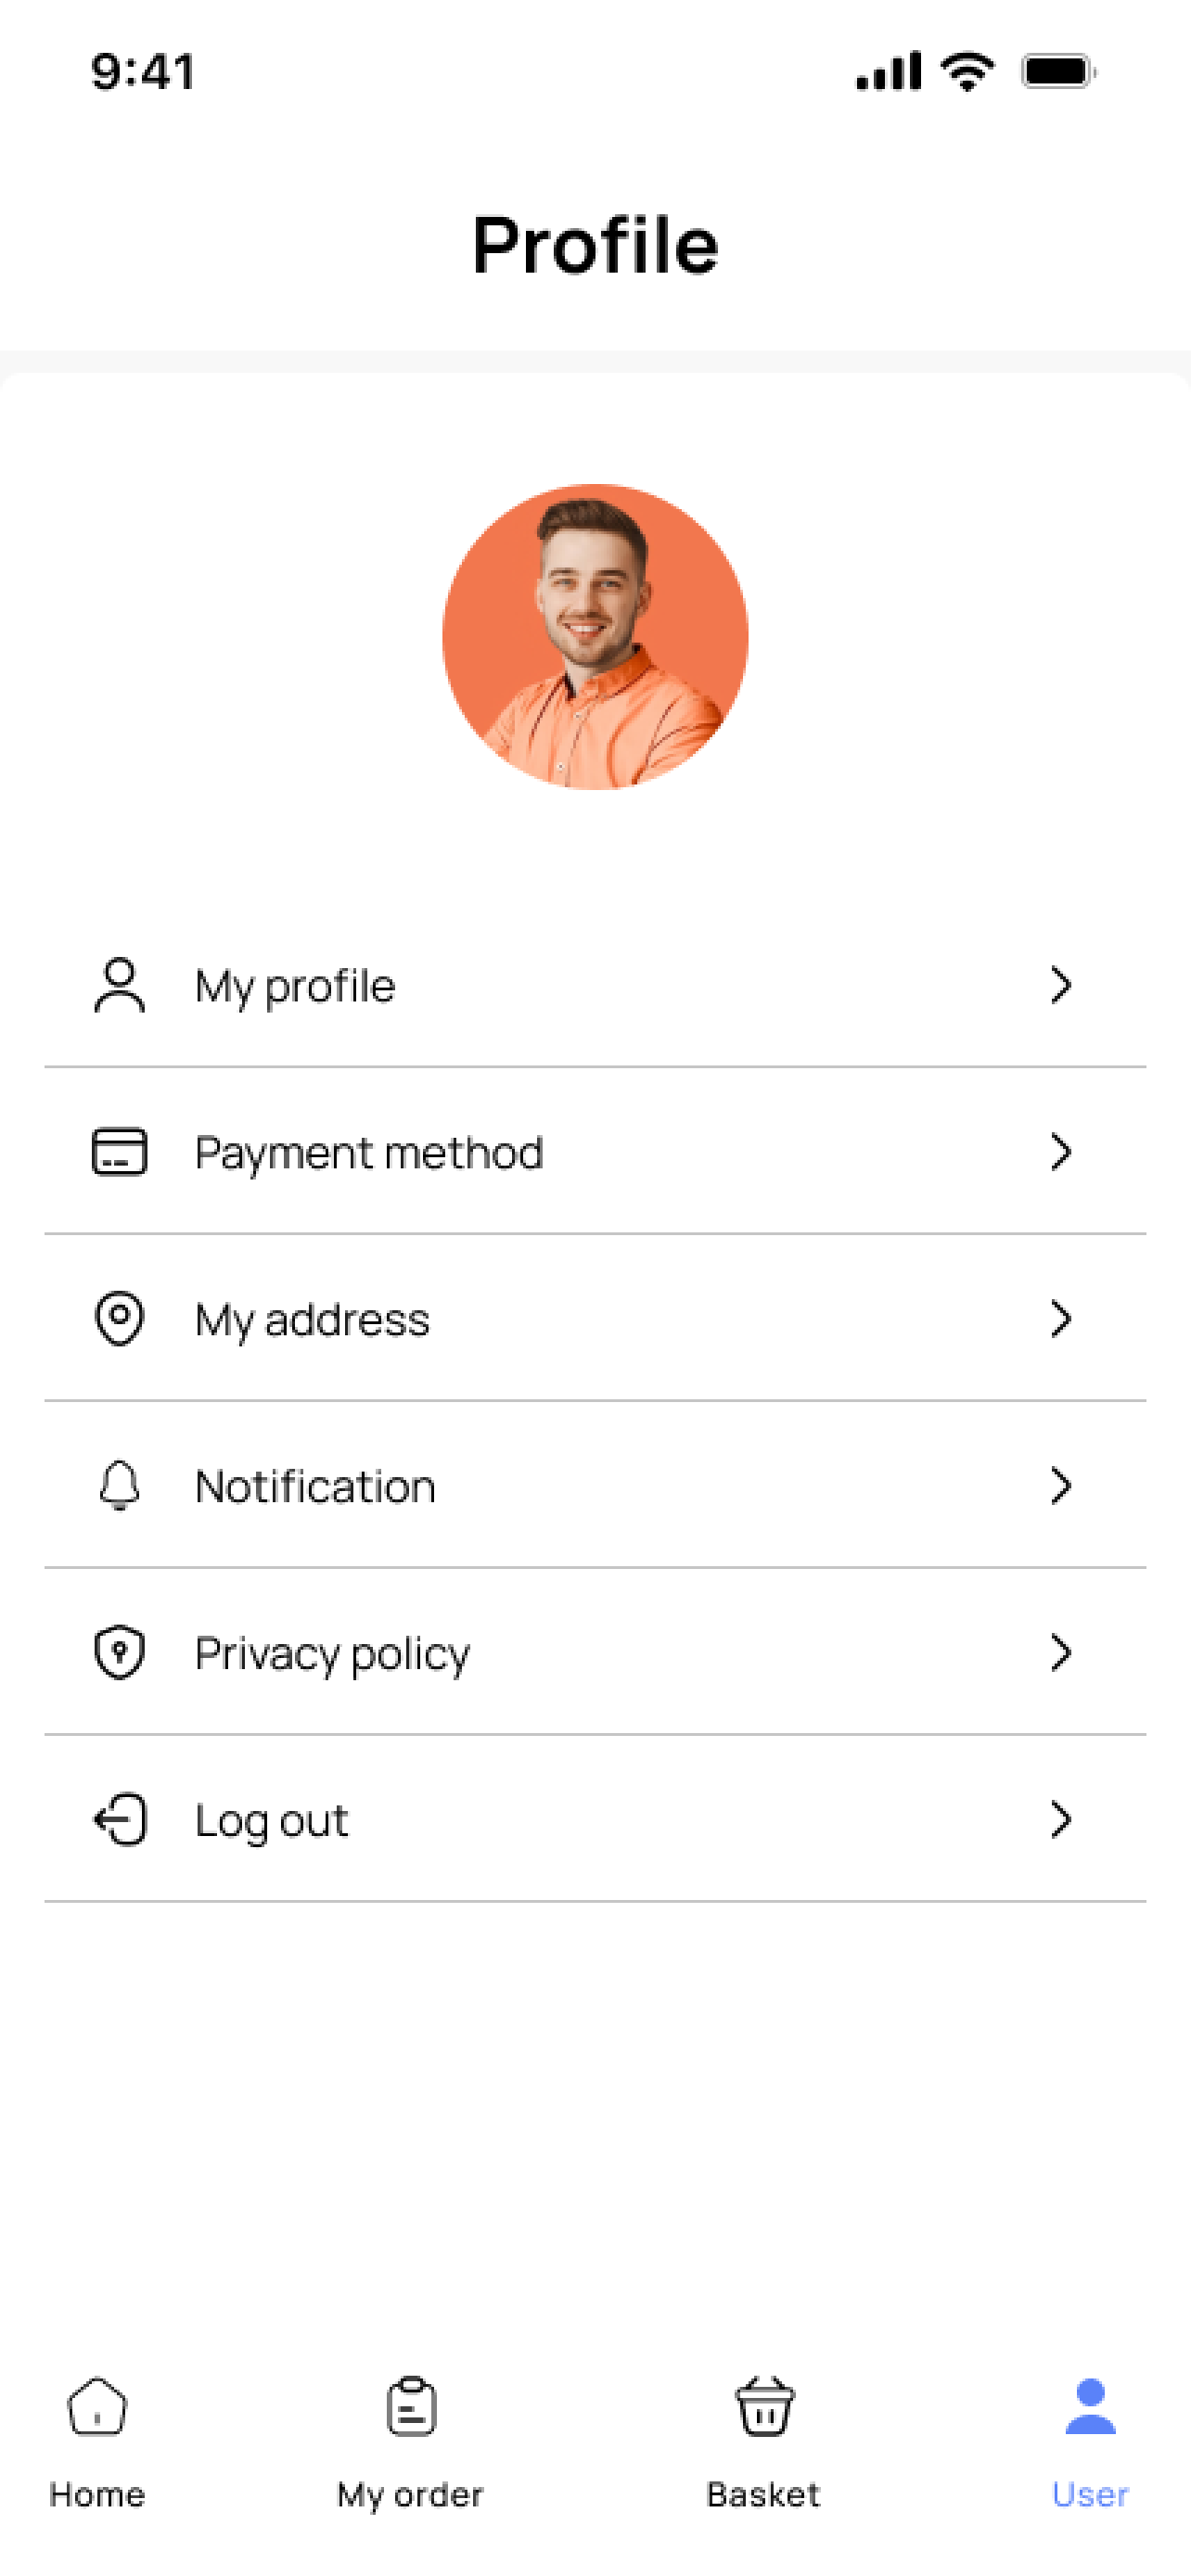 9:41
Profile
My profile
Payment method
My address
Notification
Privacy policy
Log out
Home
My order
Basket
User